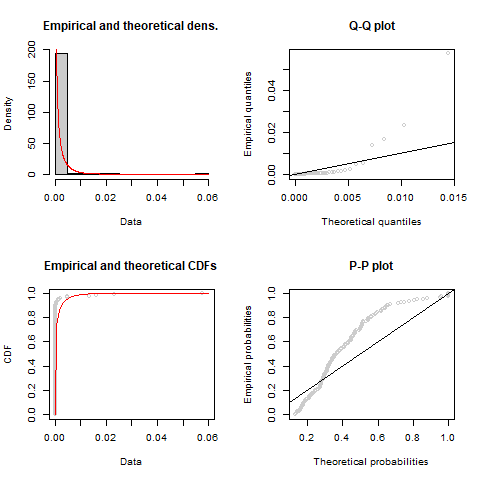 Empirical and theoretical dens.
Density
0 50 100 150 200
0.00 0.02 0.04 0.06
Data
Q-Q plot
Empirical quantiles
0.00 0.02 0.04
0.000 0.005 0.010 0.015
Theoretical quantiles
Empirical and theoretical CDFs
CDF
0.0 0.2 0.4 0.6 0.8 1.0
0.00 0.02 0.04 0.06
Data
P-P plot
Empirical probabilities
0.0 0.2 0.4 0.6 0.8 1.0
0.2 0.4 0.6 0.8 1.0
Theoretical probabilities